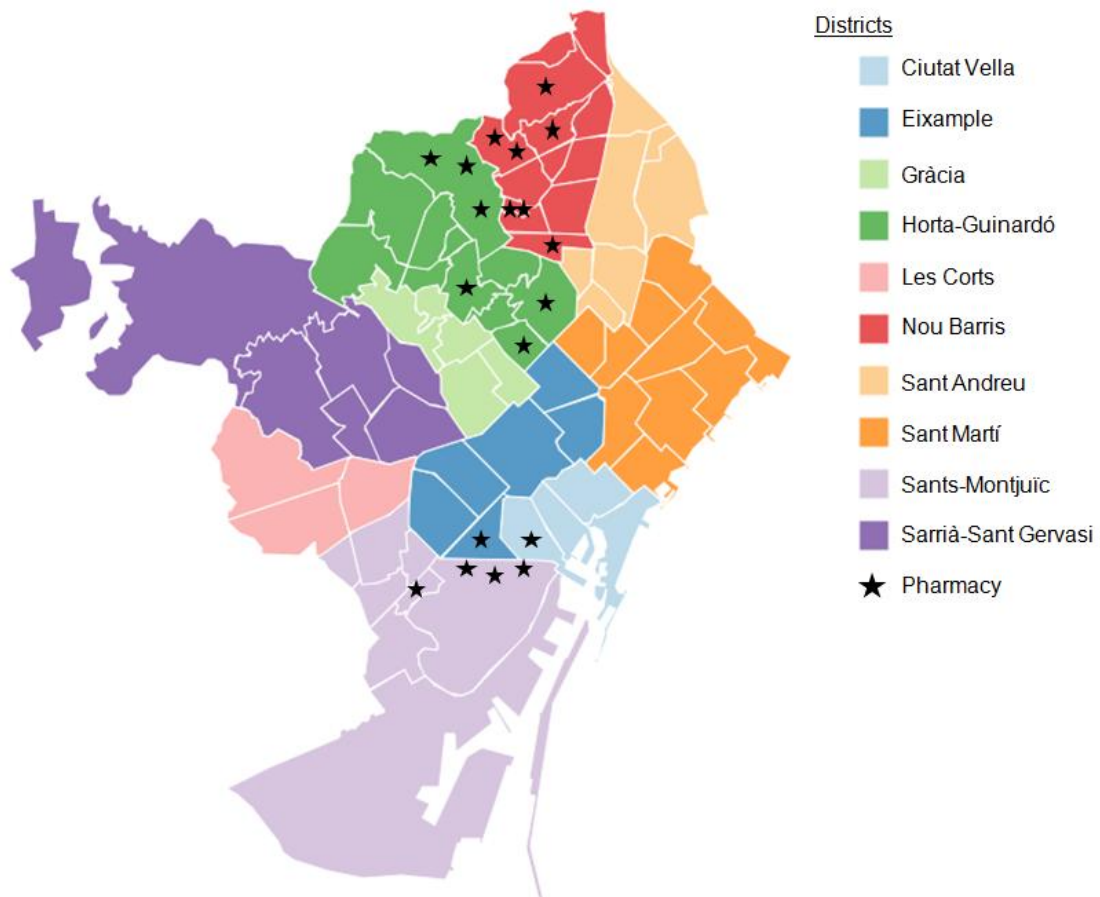 Districts
Ciutat Vella
Eixample
Gràcia
Horta-Guinardó
Les Corts
Nou Barris
Sant Andreu
Sant Martí
Sants-Montjuïc
Sarrià-Sant Gervasi
Pharmacy